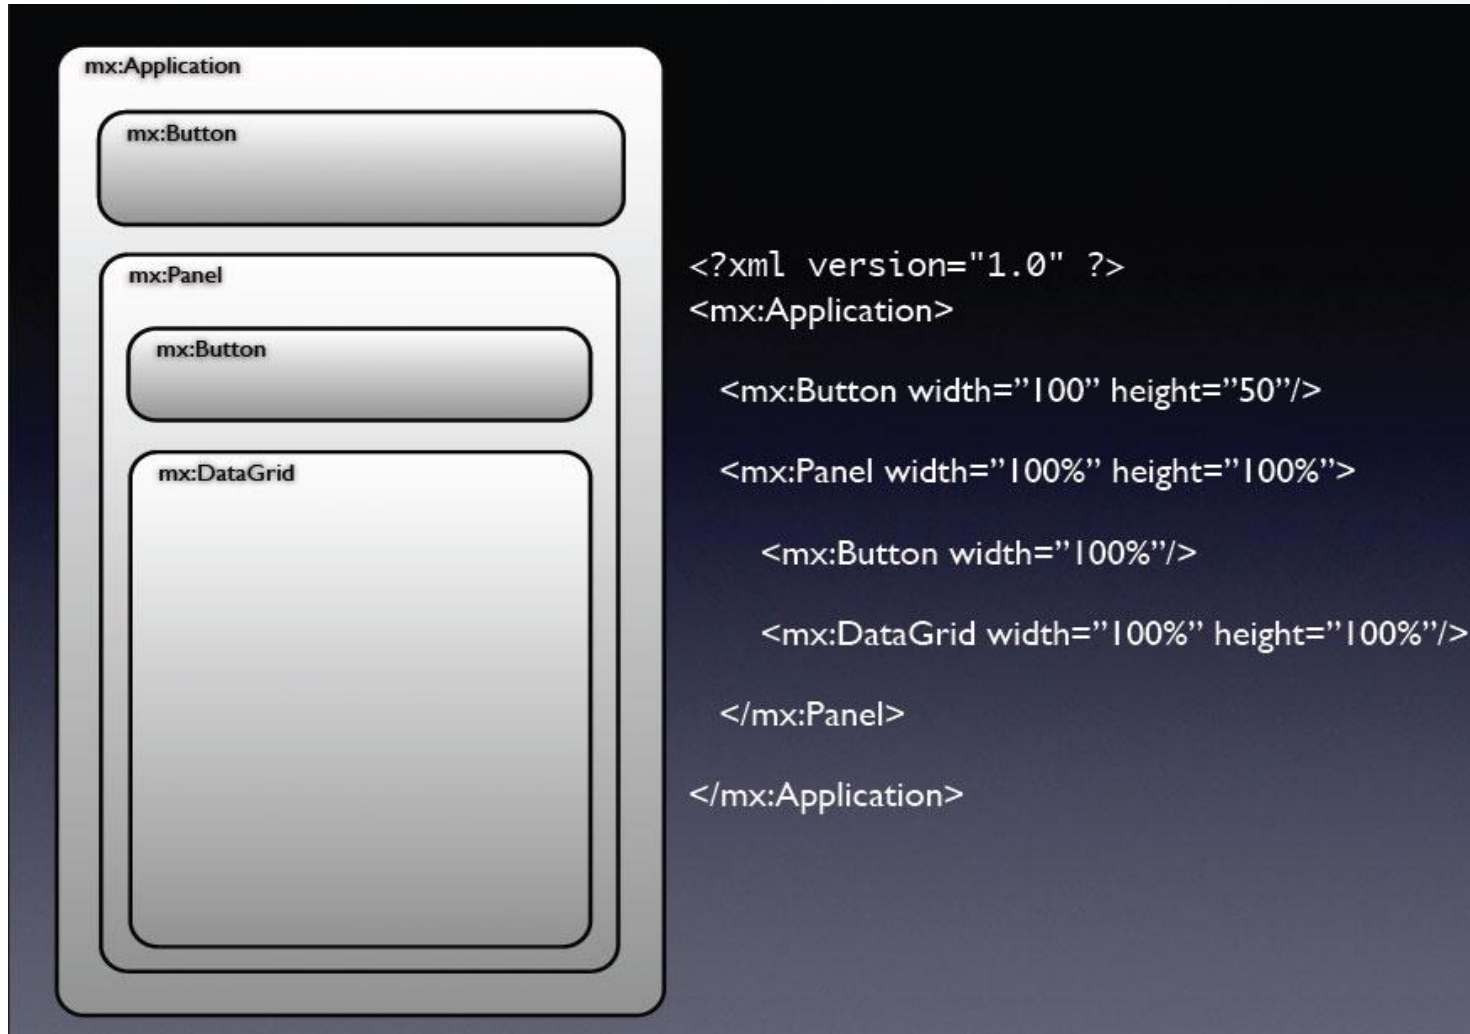 mx:Application
mx:Button
mx:Panel
mx:Button
mx:DataGrid
<?xml version="1.0" ?>
<mx:Application>
<mx:Button width=”100” height=”50”/>
<mx:Panel width=”100%” height=”100%”>
<mx:Button width=”100%”/>
<mx:DataGrid width=”100%” height=”100%”/>
</mx:Panel>
</mx:Application>